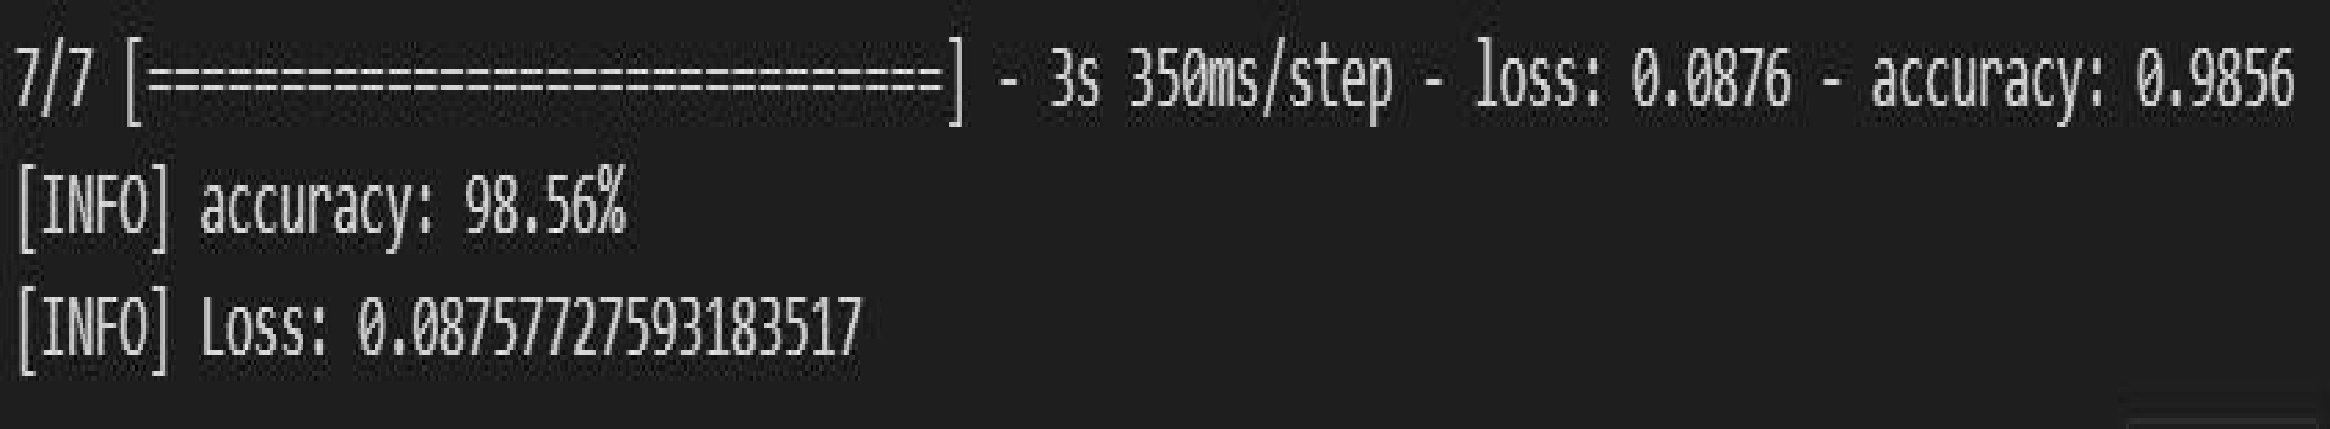 7/7 [==============================] - 3s 350ms/step - loss: 0.0876 - accuracy: 0.9856
[INFO] accuracy: 98.56%
[INFO] Loss: 0.08757727593183517